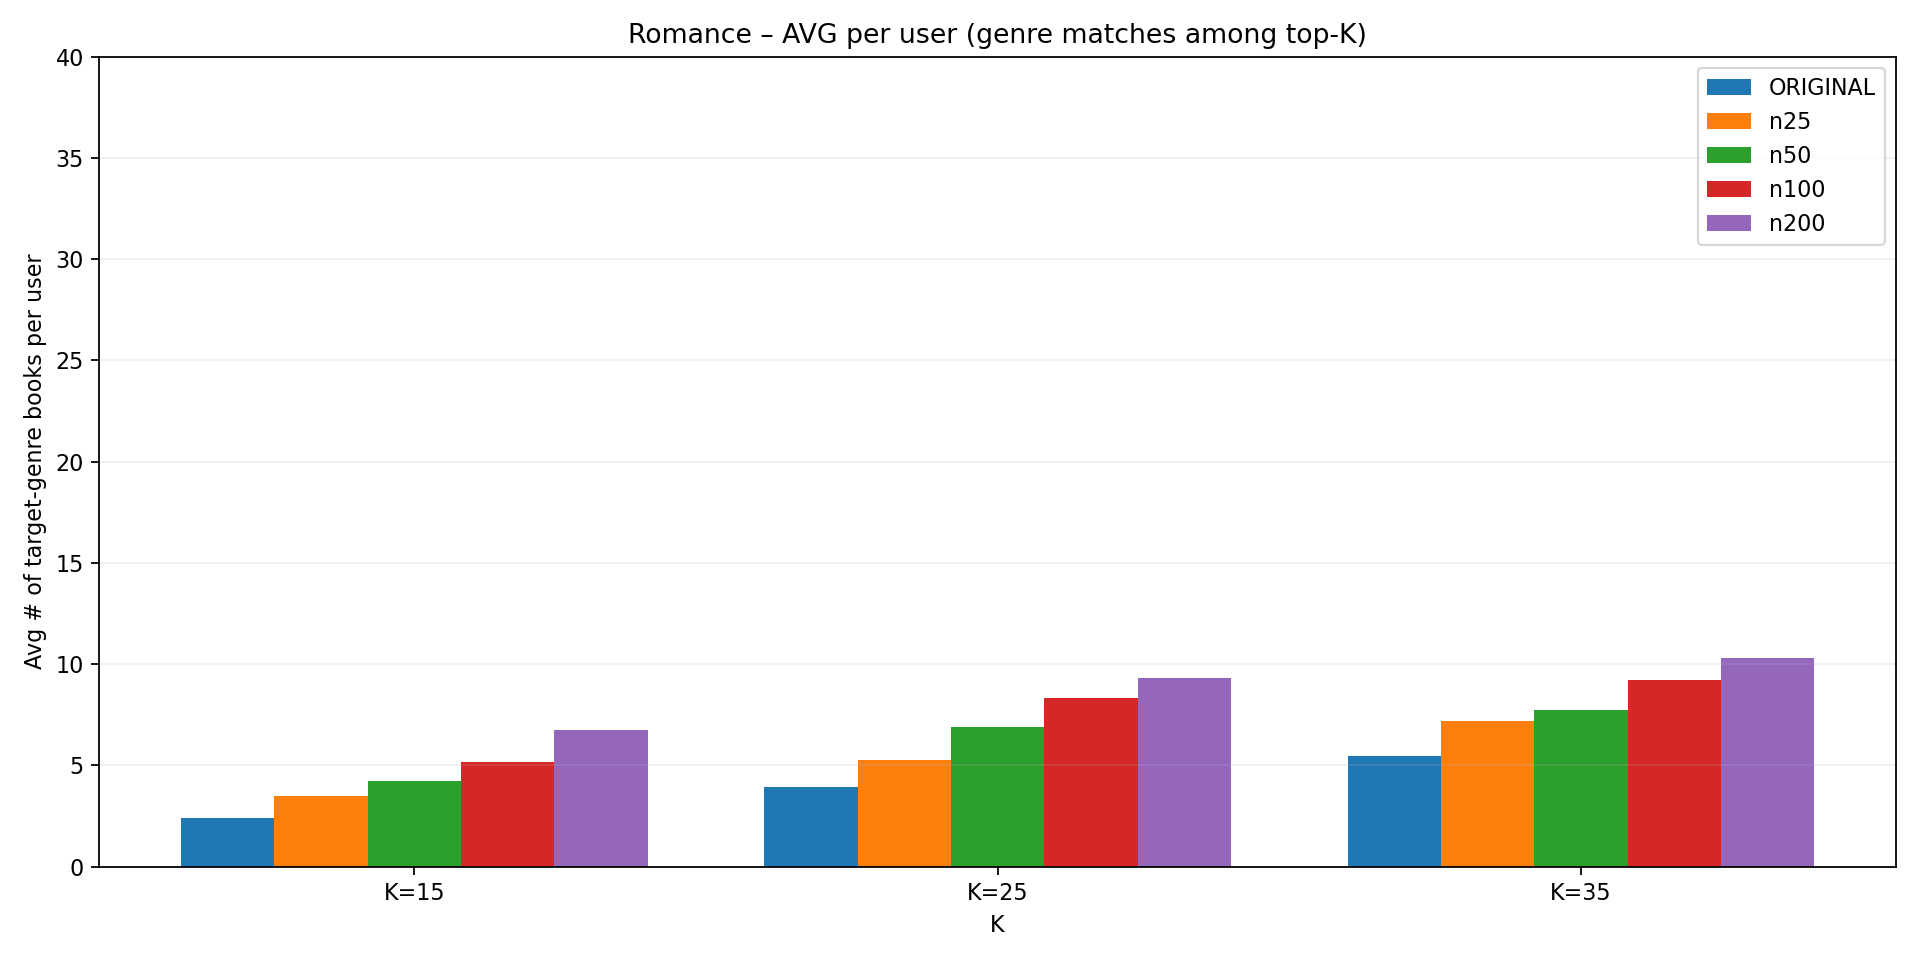 Romance – AVG per user (genre matches among top-K)
Avg # of target-genre books per user
40
35
30
25
20
15
10
5
0
ORIGINAL
n25
n50
n100
n200
K=15
K=25
K=35
K